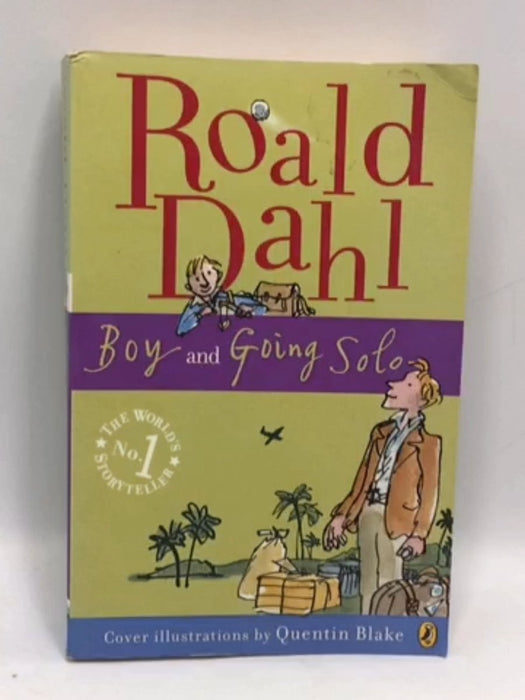 Roald
Dahl
Boy and Going Solo
THE WORLD'S
No. 1
STORYTELLER
Cover illustrations by Quentin Blake